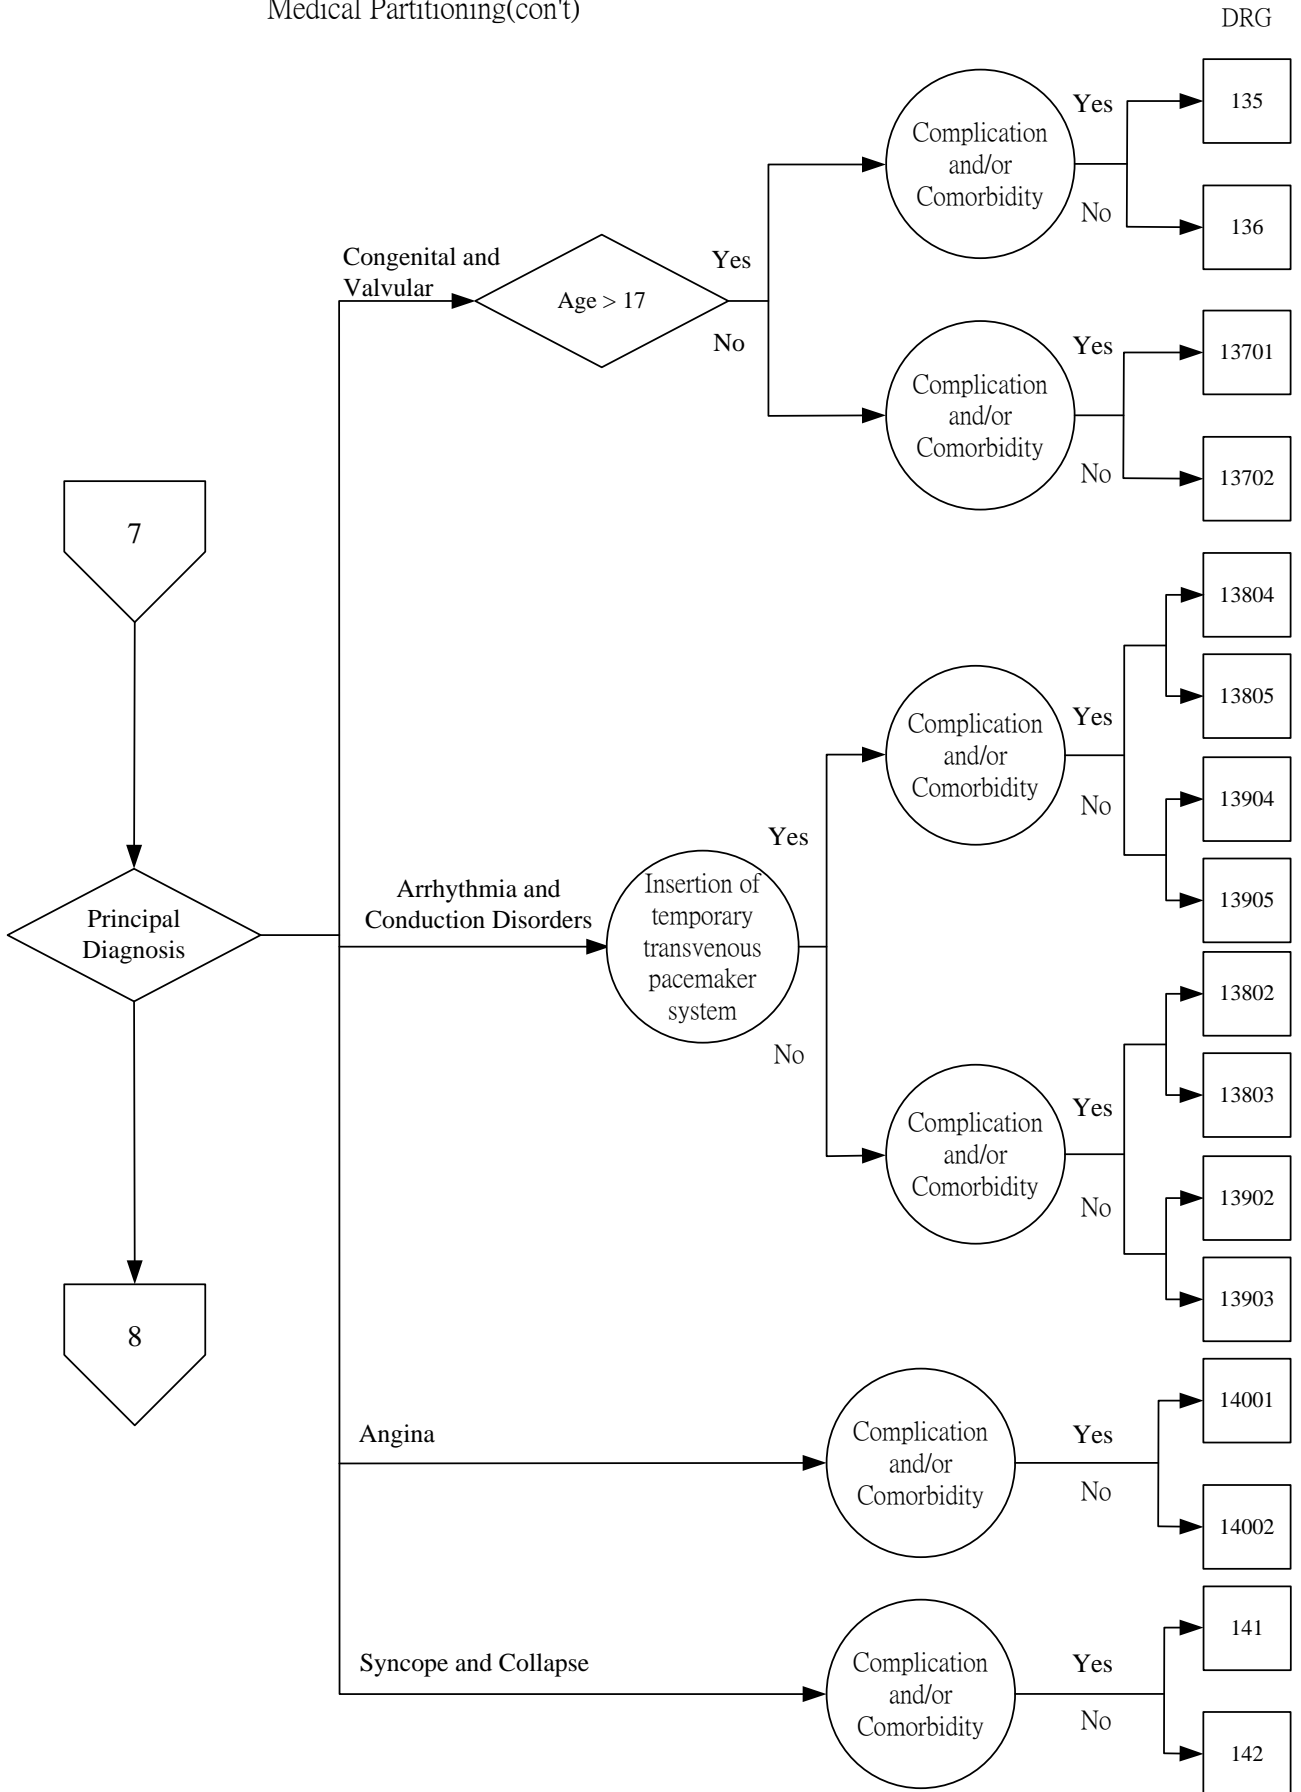 Medical Partitioning(con't)
DRG
Complication
and/or
Comorbidity
Yes
No
135
136
Congenital and
Valvular
Age > 17
Yes
No
Complication
and/or
Comorbidity
Yes
No
13701
13702
7
Principal
Diagnosis
8
Arrhythmia and
Conduction Disorders
Insertion of
temporary
transvenous
pacemaker
system
Yes
No
Complication
and/or
Comorbidity
Yes
No
13804
13805
13904
13905
Complication
and/or
Comorbidity
Yes
No
13802
13803
13902
13903
Angina
Complication
and/or
Comorbidity
Yes
No
14001
14002
Syncope and Collapse
Complication
and/or
Comorbidity
Yes
No
141
142